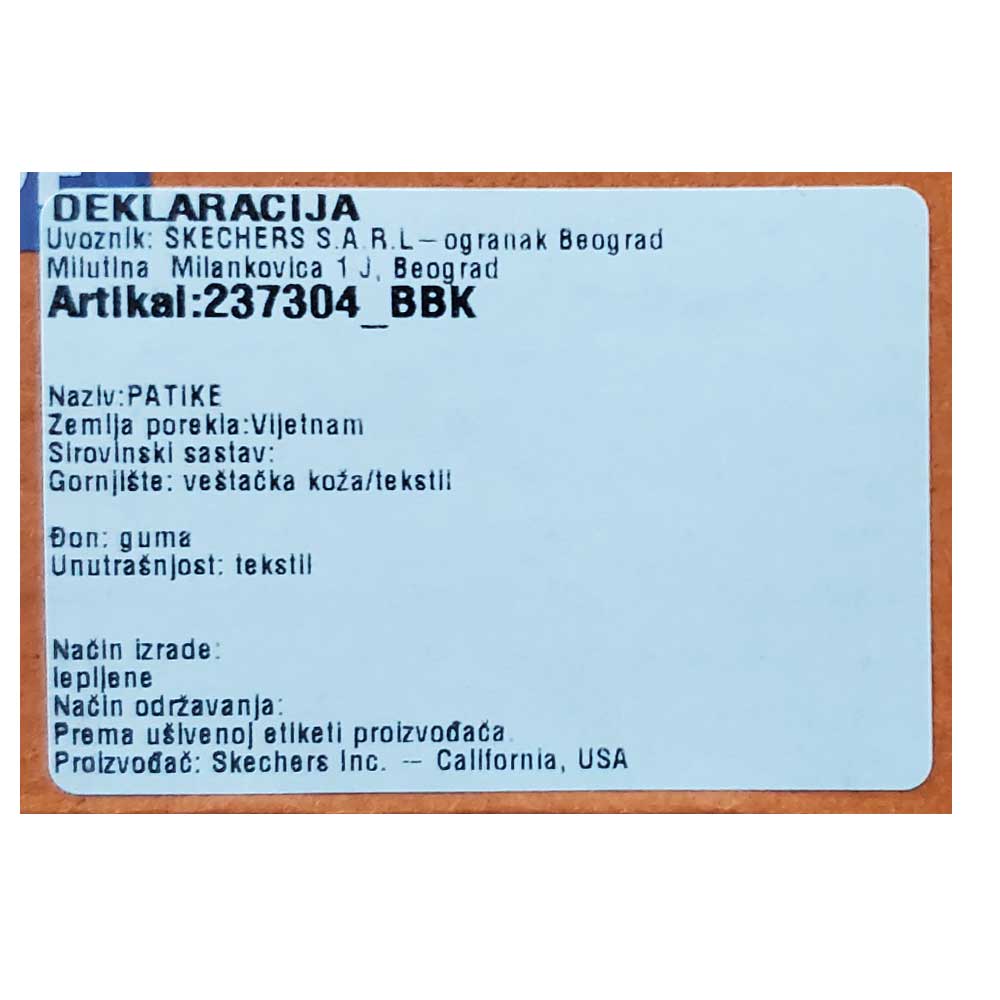 DEKLARACIJA
Uvoznik: SKECHERS S.A.R.L-ogranak Beograd
Milutina Milankovica 1 J, Beograd
Artikal:237304_BBK
Naziv:PATIKE
Zemlja porekla:Vijetnam
Sirovinski sastav:
Gornjište: veštačka koža/tekstil
Đon: guma
Unutrašnjost: tekstil
Način izrade:
lepljene
Način održavanja:
Prema ušivenoj etiketi proizvođača.
Proizvođač: Skechers Inc. -- California, USA